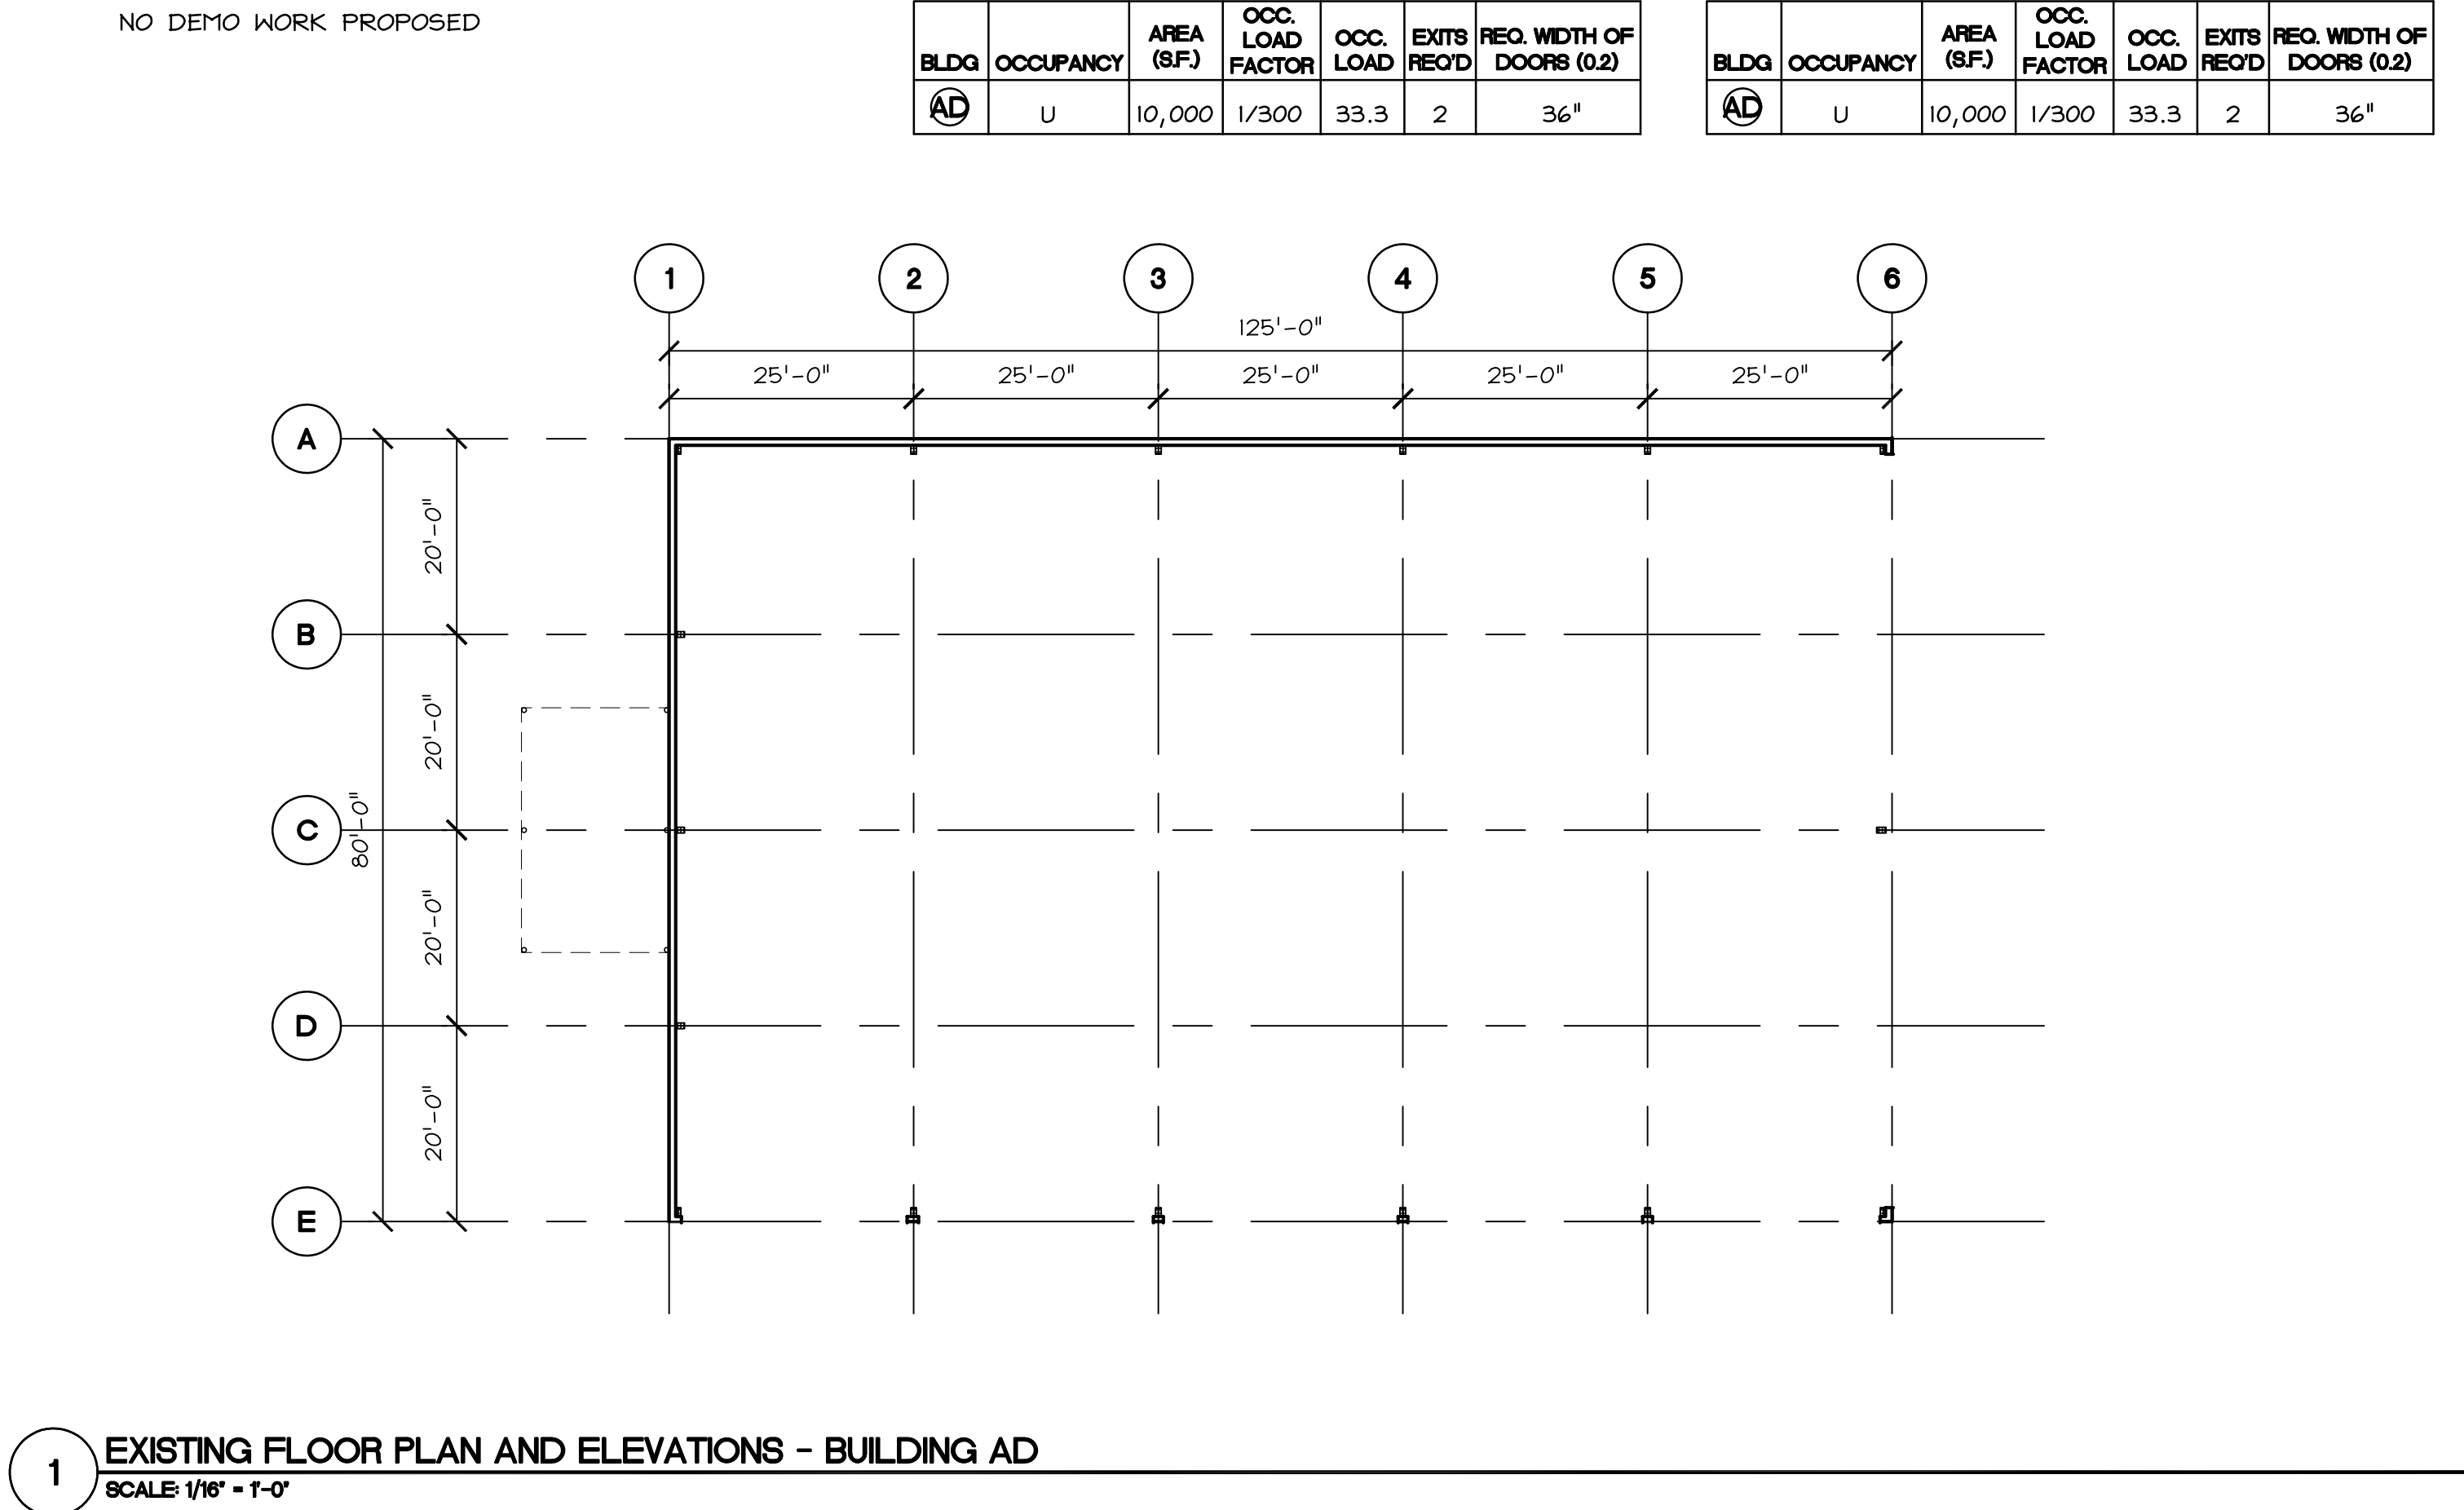 NO DEMO WORK PROPOSED
BLDG OCCUPANCY AREA (S.F.) OCC. LOAD FACTOR OCC. LOAD EXITS REQ'D REQ. WIDTH OF DOORS (0.2)
AD U 10,000 1/300 33.3 2 36"
BLDG OCCUPANCY AREA (S.F.) OCC. LOAD FACTOR OCC. LOAD EXITS REQ'D REQ. WIDTH OF DOORS (0.2)
AD U 10,000 1/300 33.3 2 36"
1 2 3 4 5 6
125'-0"
25'-0" 25'-0" 25'-0" 25'-0" 25'-0"
A
20'-0"
B
20'-0"
C
80'-0"
20'-0"
D
20'-0"
E
1
EXISTING FLOOR PLAN AND ELEVATIONS - BUILDING AD
SCALE: 1/16" = 1'-0"